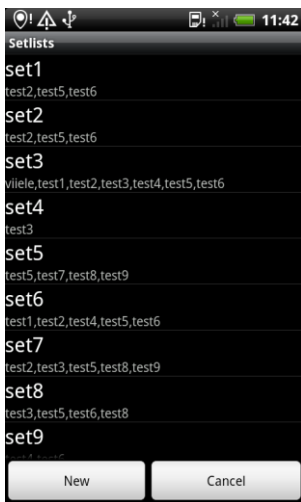 11:42
Setlists
set1
test2,test5,test6
set2
test2,test5,test6
set3
viiele,test1,test2,test3,test4,test5,test6
set4
test3
set5
test5,test7,test8,test9
set6
test1,test2,test4,test5,test6
set7
test2,test3,test5,test8,test9
set8
test3,test5,test6,test8
set9
New Cancel